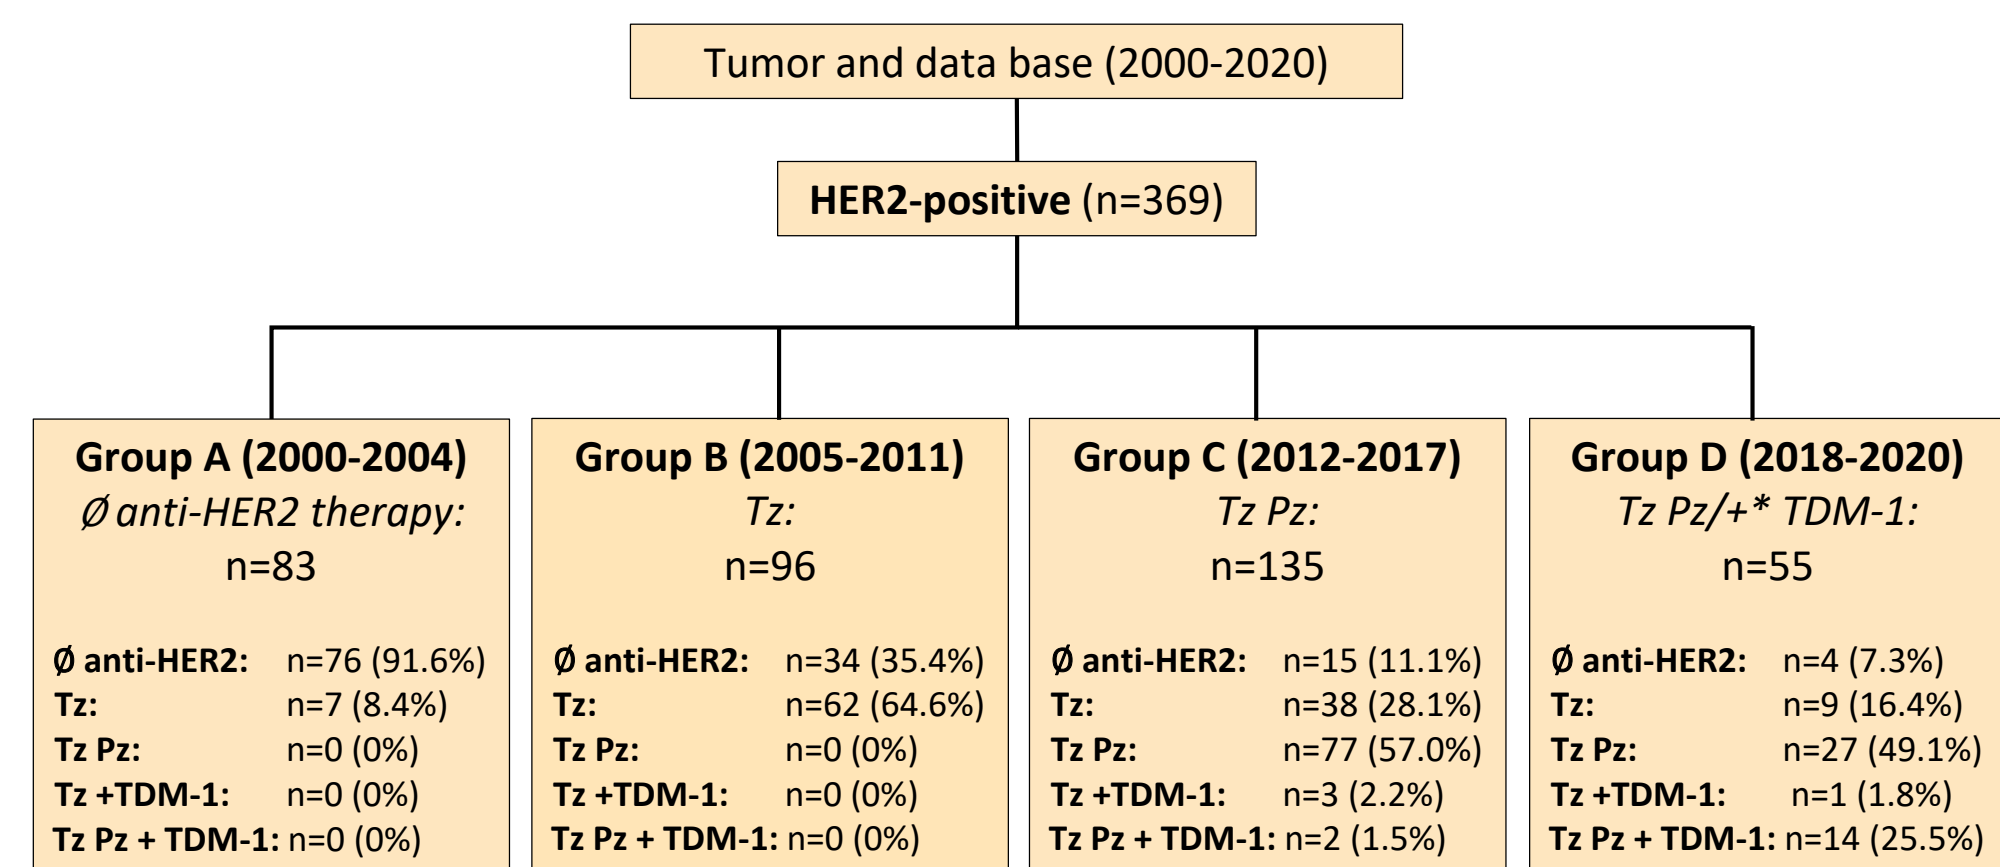 Tumor and data base (2000-2020)
HER2-positive (n=369)
Group A (2000-2004)
Ø anti-HER2 therapy:
n=83
Ø anti-HER2: n=76 (91.6%)
Tz: n=7 (8.4%)
Tz Pz: n=0 (0%)
Tz +TDM-1: n=0 (0%)
Tz Pz + TDM-1: n=0 (0%)
Group B (2005-2011)
Tz:
n=96
Ø anti-HER2: n=34 (35.4%)
Tz: n=62 (64.6%)
Tz Pz: n=0 (0%)
Tz +TDM-1: n=0 (0%)
Tz Pz + TDM-1: n=0 (0%)
Group C (2012-2017)
Tz Pz:
n=135
Ø anti-HER2: n=15 (11.1%)
Tz: n=38 (28.1%)
Tz Pz: n=77 (57.0%)
Tz +TDM-1: n=3 (2.2%)
Tz Pz + TDM-1: n=2 (1.5%)
Group D (2018-2020)
Tz Pz/+* TDM-1:
n=55
Ø anti-HER2: n=4 (7.3%)
Tz: n=9 (16.4%)
Tz Pz: n=27 (49.1%)
Tz +TDM-1: n=1 (1.8%)
Tz Pz + TDM-1: n=14 (25.5%)